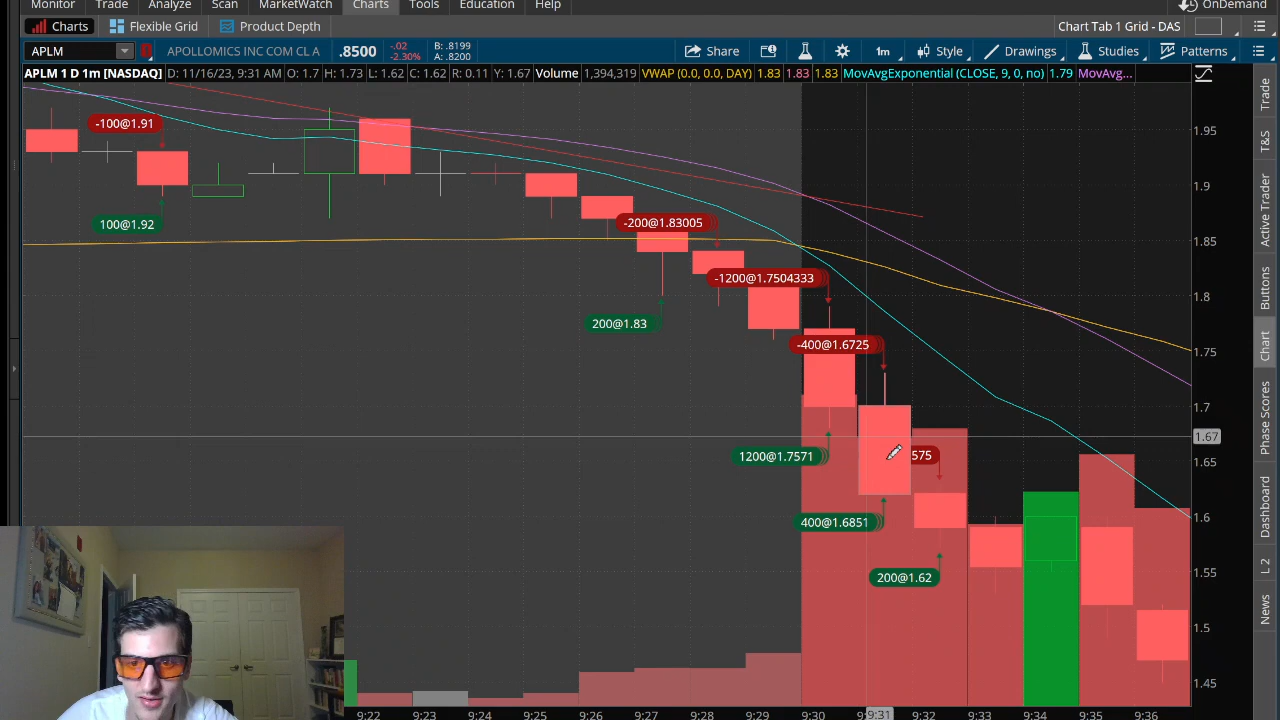 Monitor Trade Analyze Scan MarketWatch Charts Tools Education Help OnDemand
Charts Flexible Grid Product Depth Chart Tab 1 Grid - DAS
APLM APOLLOMICS INC COM CL A .8500 -.02 B: .8199
-2.30% A: .8200
Share 1m Style Drawings Studies Patterns
APLM 1 D 1m [NASDAQ] D: 11/16/23, 9:31 AM O: 1.7 H: 1.73 L: 1.62 C: 1.62 R: 0.11 Y: 1.67 Volume 1,394,319 VWAP (0.0, 0.0, DAY) 1.83 1.83 1.83 MovAvgExponential (CLOSE, 9, 0, no) 1.79 MovAvg...
-100@1.91
100@1.92
-200@1.83005
200@1.83
-1200@1.7504333
1200@1.7571
-400@1.6725
400@1.6851
575
200@1.62
1.95
1.9
1.85
1.8
1.75
1.7
1.67
1.65
1.6
1.55
1.5
1.45
9:22 9:23 9:24 9:25 9:26 9:27 9:28 9:29 9:30 9:31 9:32 9:33 9:34 9:35 9:36
Trade
T&S
Active Trader
Buttons
Chart
Phase Scores
Dashboard
L 2
News